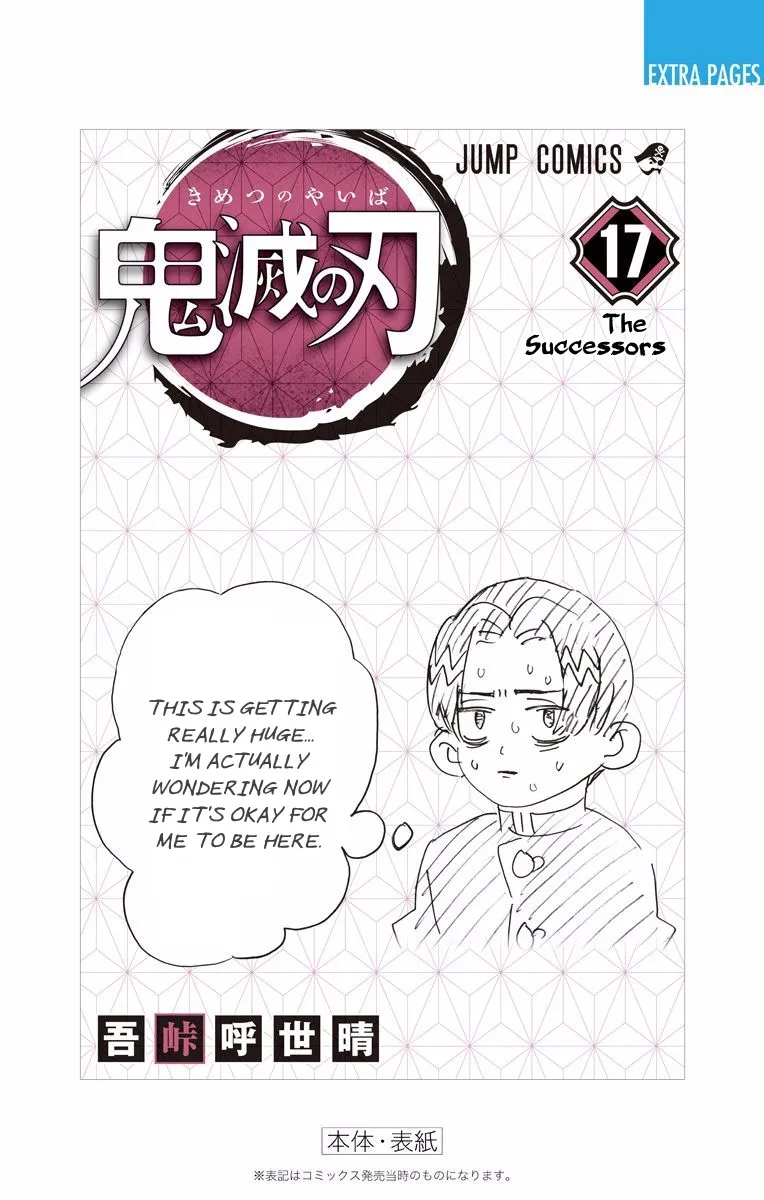 EXTRA PAGES
JUMP COMICS
きめつのやいば
鬼滅の刃
17
The
Successors
THIS IS GETTING
REALLY HUGE...
I'M ACTUALLY
WONDERING NOW
IF IT'S OKAY FOR
ME TO BE HERE.
吾峠呼世晴
本体・表紙
※表記はコミックス発売当時のものになります。